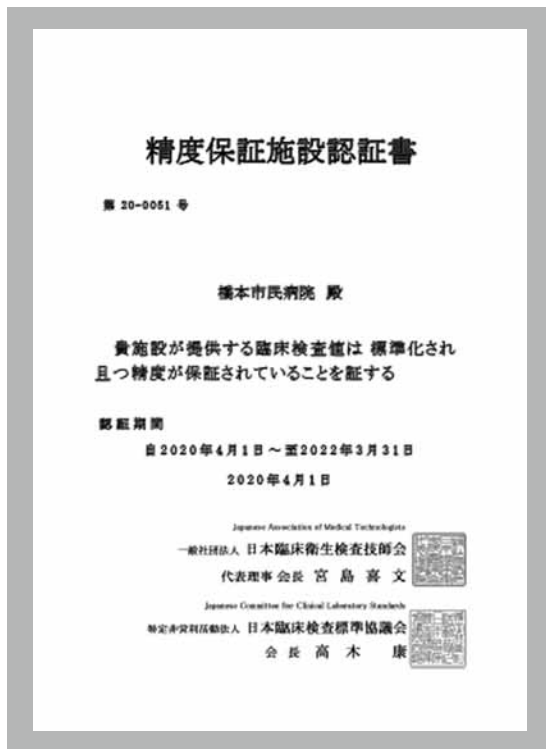 精度保証施設認証書
第 20-0051 号
橋本市民病院 殿
貴施設が提供する臨床検査値は 標準化され
且つ精度が保証されていることを証する
認証期間
自2020年4月1日～至2022年3月31日
2020年4月1日
Japanese Association of Medical Technologists
一般社団法人 日本臨床衛生検査技師会
代表理事 会長 宮 島 喜 文
Japanese Committee for Clinical Laboratory Standards
特定非営利活動法人 日本臨床検査標準協議会
会 長 高 木 康